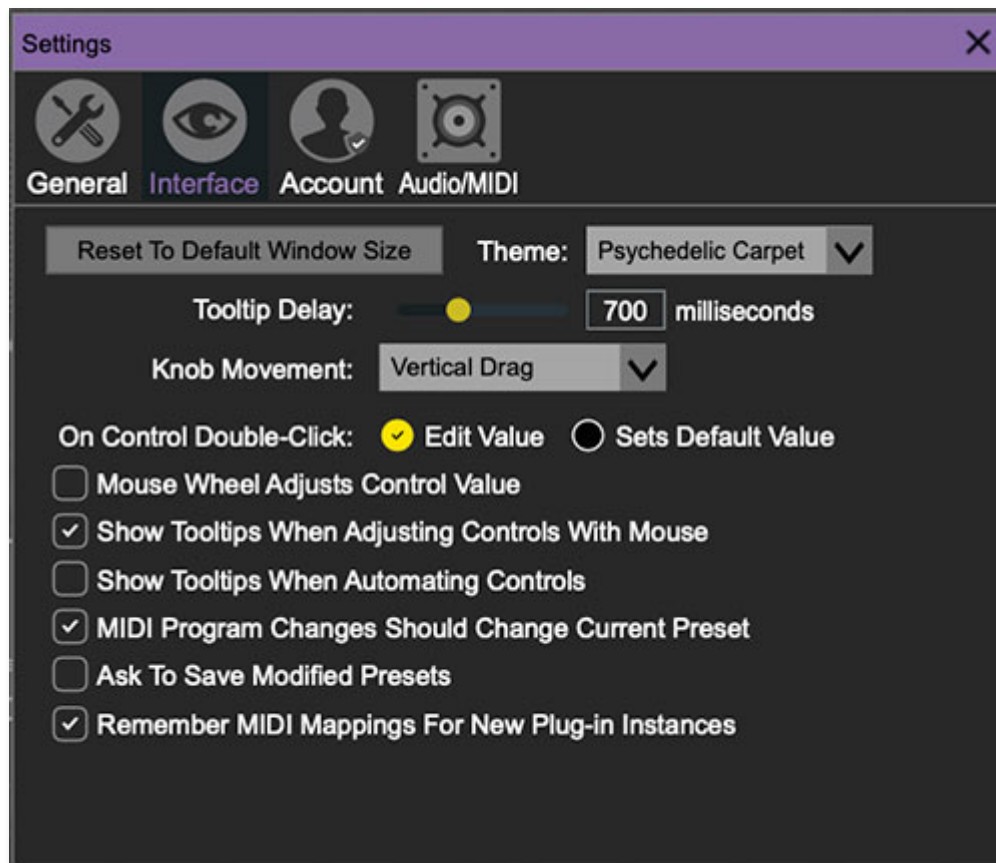 Settings
General Interface Account Audio/MIDI
Reset To Default Window Size Theme: Psychedelic Carpet
Tooltip Delay: 700 milliseconds
Knob Movement: Vertical Drag
On Control Double-Click: Edit Value Sets Default Value
Mouse Wheel Adjusts Control Value
Show Tooltips When Adjusting Controls With Mouse
Show Tooltips When Automating Controls
MIDI Program Changes Should Change Current Preset
Ask To Save Modified Presets
Remember MIDI Mappings For New Plug-in Instances